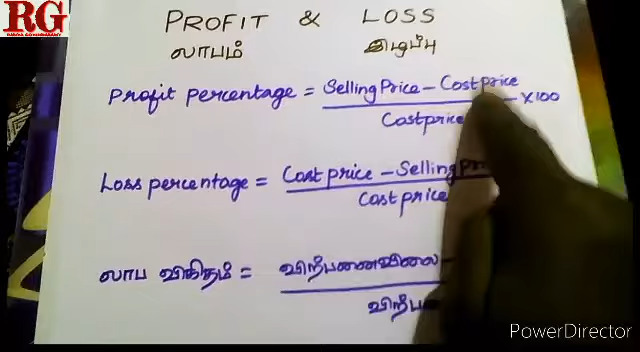 RG
PROFIT & LOSS
லாபம் இழப்பு
Profit percentage = Selling Price – Cost price
Cost price × 100
Loss percentage = Cost price – Selling
Cost price
லாப விகிதம் = விற்பனைவிலை –
PowerDirector